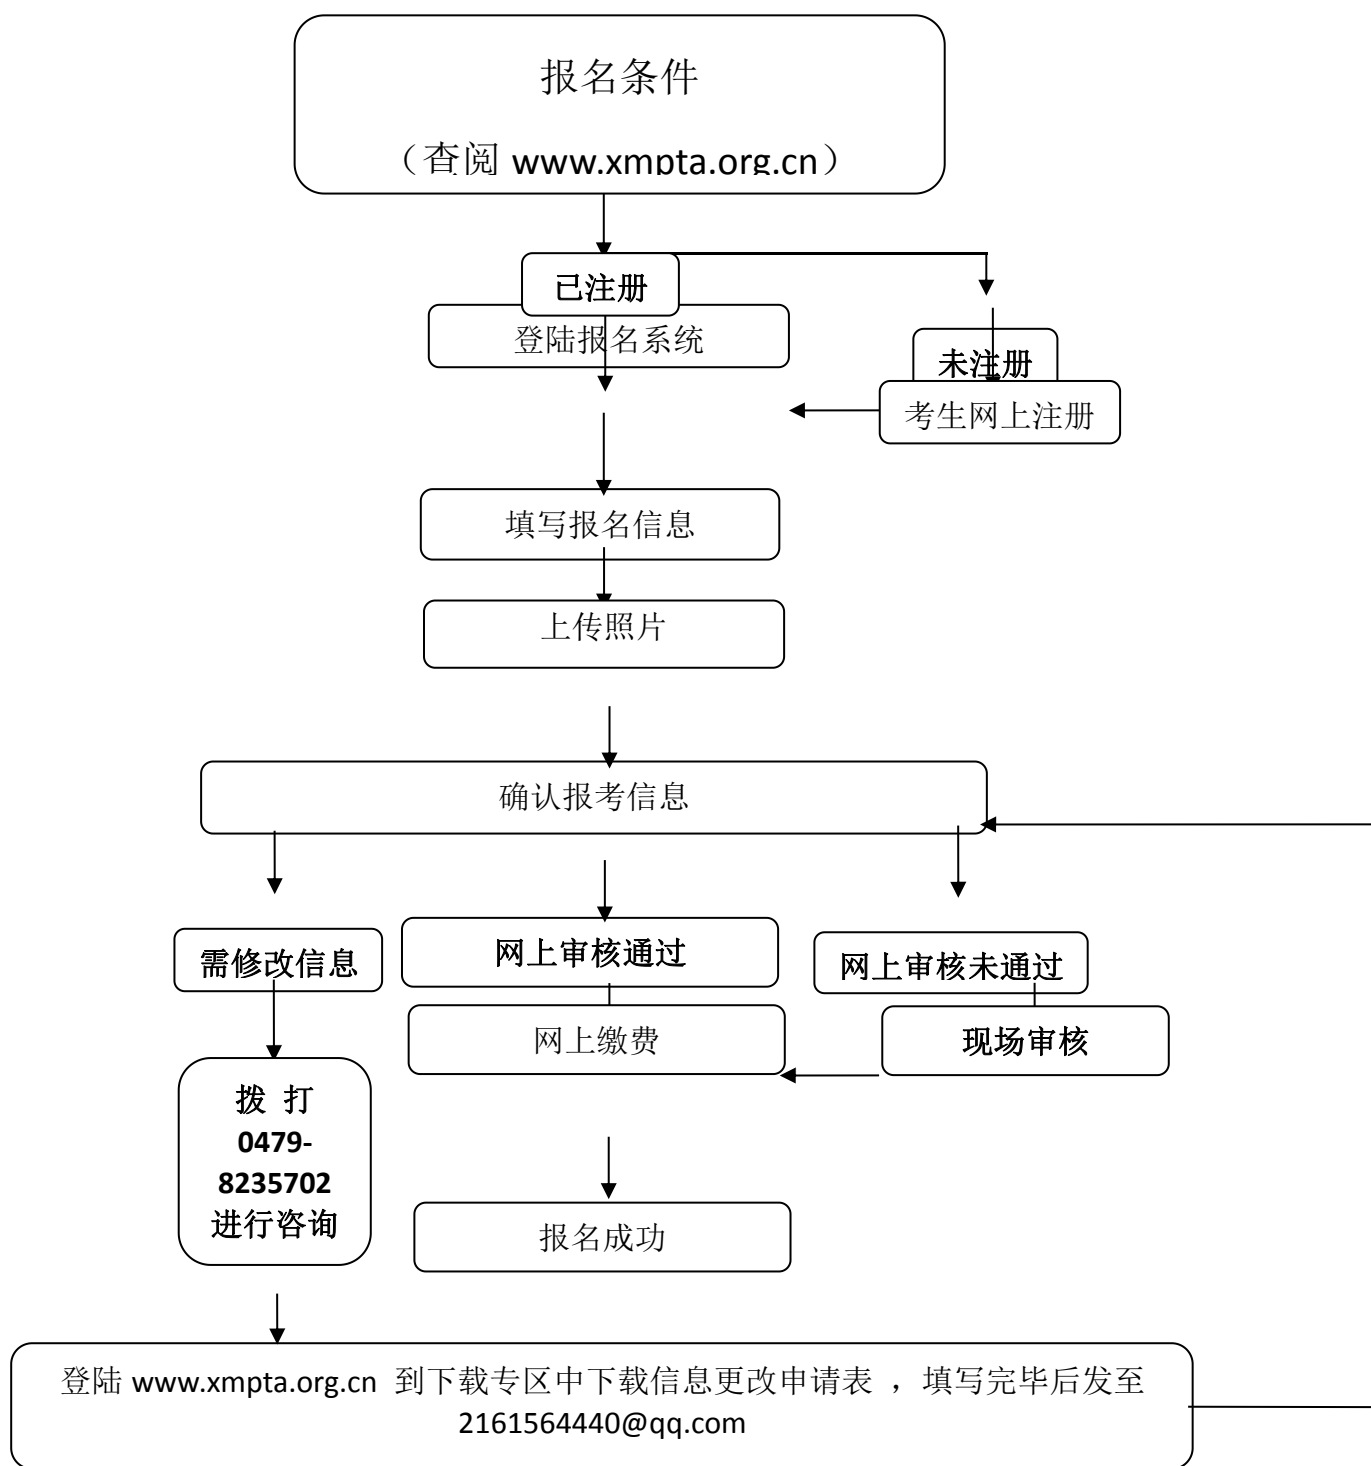 报名条件
（查阅 www.xmpta.org.cn）
已注册
登陆报名系统
未注册
考生网上注册
填写报名信息
上传照片
确认报考信息
需修改信息
网上审核通过
网上审核未通过
网上缴费
现场审核
拨 打
0479-
8235702
进行咨询
报名成功
登陆 www.xmpta.org.cn 到下载专区中下载信息更改申请表 ，填写完毕后发至
2161564440@qq.com